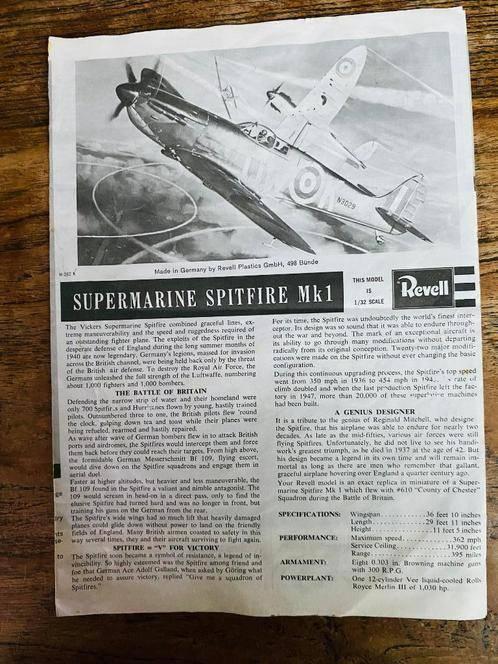 N3029
H-282 K
Made in Germany by Revell Plastics GmbH, 498 Bünde
SUPERMARINE SPITFIRE Mk1
THIS MODEL
IS
1/32 SCALE
Revell
The Vickers Supermarine Spitfire combined graceful lines, ex-
treme maneuverability and the speed and ruggedness required of
an outstanding fighter plane. The exploits of the Spitfire in the
desperate defense of England during the long summer months of
1940 are now legendary. Germany's legions, massed for invasion
across the British channel, were being held back only by the threat
of the British air defense. To destroy the Royal Air Force, the
Germans unleashed the full strength of the Luftwaffe, numbering
about 1,000 fighters and 1,000 bombers.
THE BATTLE OF BRITAIN
Defending the narrow strip of water and their homeland were
only 700 Spitfires and Hurricanes flown by young, hastily trained
pilots. Outnumbered three to one, the British pilots flew 'round
the clock, gulping down tea and toast while their planes were
being refueled, rearmed and hastily repaired.
As wave after wave of German bombers flew in to attack British
ports and airdromes, the Spitfires would intercept them and force
them back before they could reach their targets. From high above,
the formidable German Messerschmitt Bf 109, flying escort,
would dive on the Spitfire squadrons and engage them in
aerial duel.
Faster at higher altitudes, but heavier and less maneuverable, the
Bf 109 found in the Spitfire a valiant and nimble antagonist. The
109 would scream in head-on in a direct pass, only to find the
elusive Spitfire had turned hard and was no longer in front, but
training his guns on the German from the rear.
The Spitfire's wide wings had so much lift that heavily damaged
planes could glide down without power to land on the friendly
fields of England. Many British airmen coasted to safety in this
way several times, they and their aircraft surviving to fight again.
SPITFIRE = "V" FOR VICTORY
The Spitfire soon became a symbol of resistance, a legend of in-
vincibility. So highly esteemed was the Spitfire among friend and
foe that German Ace Adolf Galland, when asked by Göring what
he needed to assure victory, replied "Give me a squadron of
Spitfires."
For its time, the Spitfire was undoubtedly the world's finest inter-
ceptor. Its design was so sound that it was able to endure through-
out the war and beyond. The mark of an exceptional aircraft is
its ability to go through many modifications without departing
radically from its original conception. Twenty-two major modifi-
cations were made on the Spitfire without ever changing the basic
configuration.
During this continuous upgrading process, the Spitfire's top speed
went from 350 mph in 1936 to 454 mph in rate of
climb doubled and when the last production Spitfire left the fac-
tory in 1947, more than 20,000 of these superlative machines
had been built.
A GENIUS DESIGNER
It is a tribute to the genius of Reginald Mitchell, who designed
the Spitfire, that his airplane was able to endure for nearly two
decades. As late as the mid-fifties, various air forces were still
flying Spitfires. Unfortunately, he did not live to see his handi-
work's greatest triumph, as he died in 1937 at the age of 42. But
his design became a legend in its own time and will remain im-
mortal as long as there are men who remember that gallant,
graceful airplane hovering over England a quarter century ago.
Your Revell model is an exact replica in miniature of a Super-
marine Spitfire Mk 1 which flew with #610 "County of Chester"
Squadron during the Battle of Britain.
SPECIFICATIONS: Wingspan 36 feet 10 inches
Length 29 feet 11 inches
Height 11 feet 5 inches
PERFORMANCE: Maximum speed 362 mph
Service Ceiling 31,900 feet
Range 395 miles
ARMAMENT: Eight 0.303 in. Browning machine guns
with 300 R.P.G.
POWERPLANT: One 12-cylinder Vee liquid-cooled Rolls
Royce Merlin III of 1,030 hp.